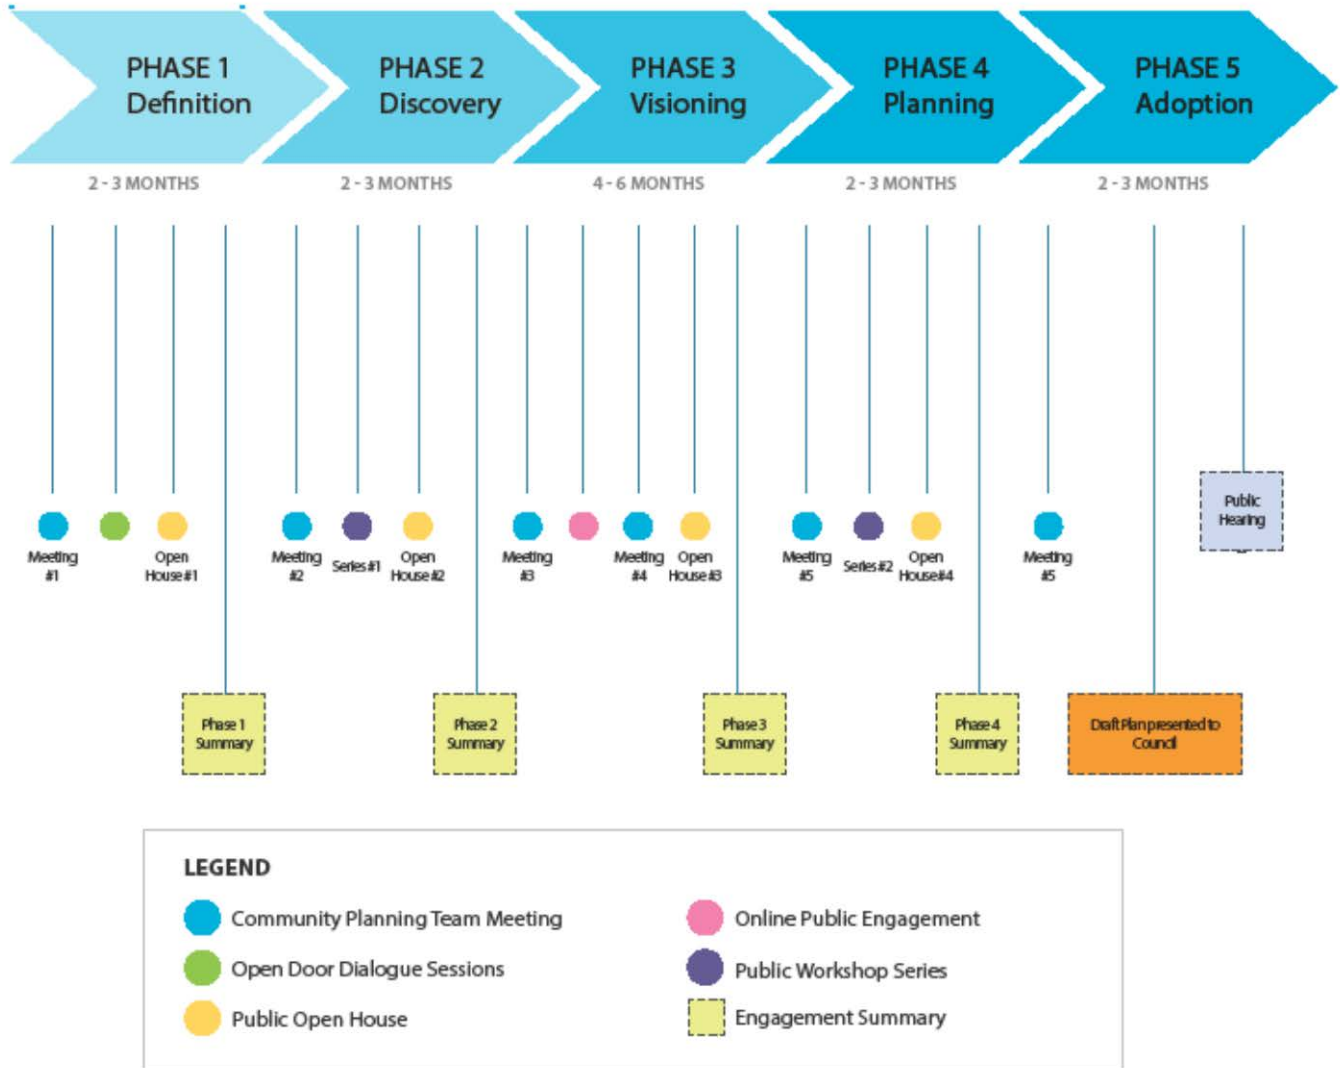 PHASE 1
Definition
PHASE 2
Discovery
PHASE 3
Visioning
PHASE 4
Planning
PHASE 5
Adoption
2 - 3 MONTHS
2 - 3 MONTHS
4 - 6 MONTHS
2 - 3 MONTHS
2 - 3 MONTHS
Meeting
#1
Open
House #1
Meeting
#2
Series #1
Open
House #2
Meeting
#3
Meeting
#4
Open
House #3
Meeting
#5
Series #2
Open
House #4
Meeting
#5
Public
Hearing
Phase 1
Summary
Phase 2
Summary
Phase 3
Summary
Phase 4
Summary
Draft Plan presented to
Council
LEGEND
Community Planning Team Meeting
Open Door Dialogue Sessions
Public Open House
Online Public Engagement
Public Workshop Series
Engagement Summary